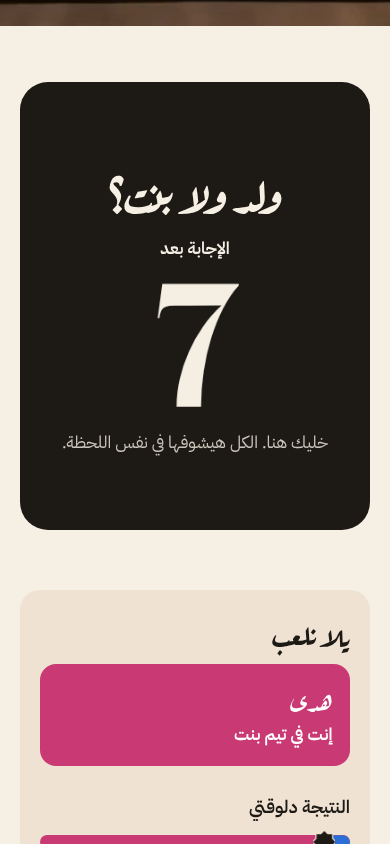 ولد ولا بنت؟
الإجابة بعد
7
خليك هنا. الكل هيشوفها في نفس اللحظة.
يلا نلعب
هدى
إنت في تيم بنت
النتيجة دلوقتي